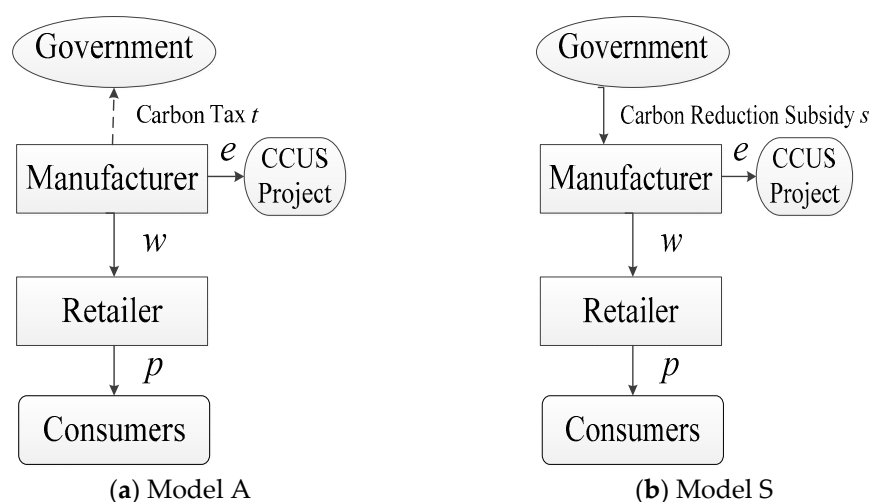 Government
Carbon Tax t
Manufacturer
e
CCUS
Project
w
Retailer
p
Consumers
(a) Model A
Government
Carbon Reduction Subsidy s
Manufacturer
e
CCUS
Project
w
Retailer
p
Consumers
(b) Model S